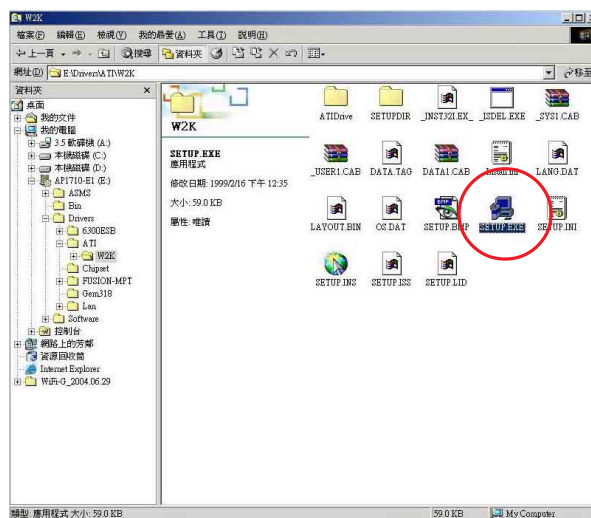 W2K
檔案(F) 編輯(E) 檢視(V) 我的最愛(A) 工具(T) 說明(H)
上一頁 搜尋 資料夾
網址(D) E:\Drivers\ATI\W2K 移至
資料夾
桌面
我的文件
我的電腦
3.5 軟碟機 (A:)
本機磁碟 (C:)
本機磁碟 (D:)
AP1710-E1 (E:)
ASMS
Bin
Drivers
6300ESB
ATI
W2K
Chipset
FUSION-MPT
Gem318
Lan
Software
控制台
網路上的芳鄰
資源回收筒
Internet Explorer
WiFi-G_2004.06.29
W2K
SETUP.EXE
應用程式
修改日期: 1999/2/16 下午 12:35
大小: 59.0 KB
屬性: 唯讀
ATIDrive SETUPDIR _INST32I.EX_ _ISDEL.EXE _SYS1.CAB
_USER1.CAB DATA.TAG DATA1.CAB Install.ini LANG.DAT
LAYOUT.BIN OS.DAT SETUP.BMP SETUP.EXE SETUP.INI
SETUP.INS SETUP.ISS SETUP.LID
類型: 應用程式 大小: 59.0 KB 59.0 KB My Computer